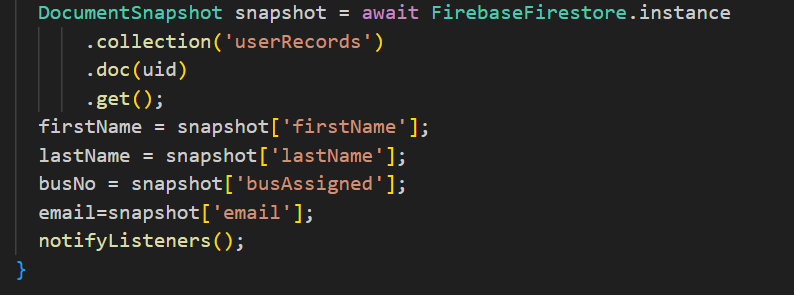 DocumentSnapshot snapshot = await FirebaseFirestore.instance
.collection('userRecords')
.doc(uid)
.get();
firstName = snapshot['firstName'];
lastName = snapshot['lastName'];
busNo = snapshot['busAssigned'];
email=snapshot['email'];
notifyListeners();
}